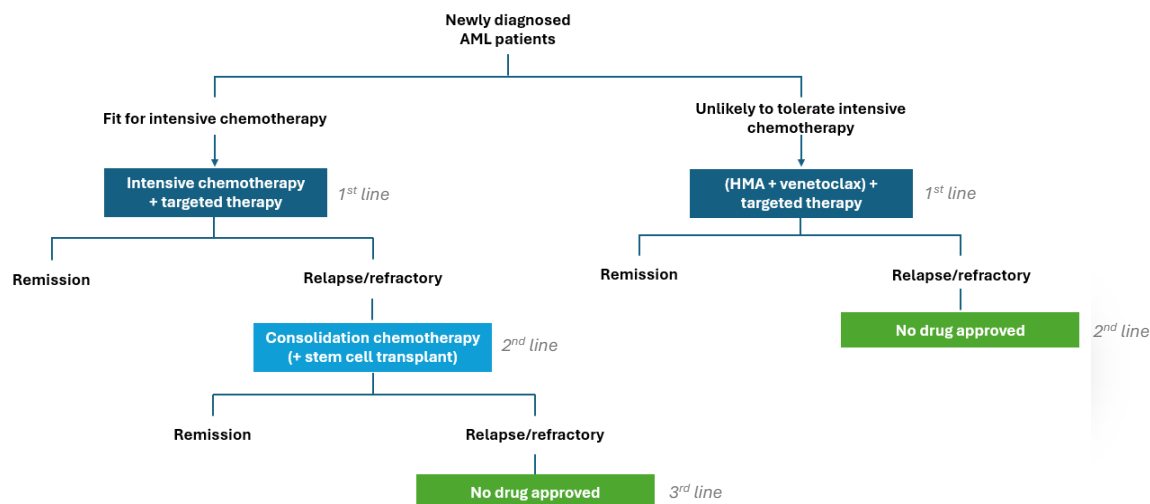 Newly diagnosed
AML patients
Fit for intensive chemotherapy
Unlikely to tolerate intensive
chemotherapy
Intensive chemotherapy
+ targeted therapy
1st line
(HMA + venetoclax) +
targeted therapy
1st line
Remission
Relapse/refractory
Remission
Relapse/refractory
Consolidation chemotherapy
(+ stem cell transplant)
2nd line
No drug approved
2nd line
Remission
Relapse/refractory
No drug approved
3rd line